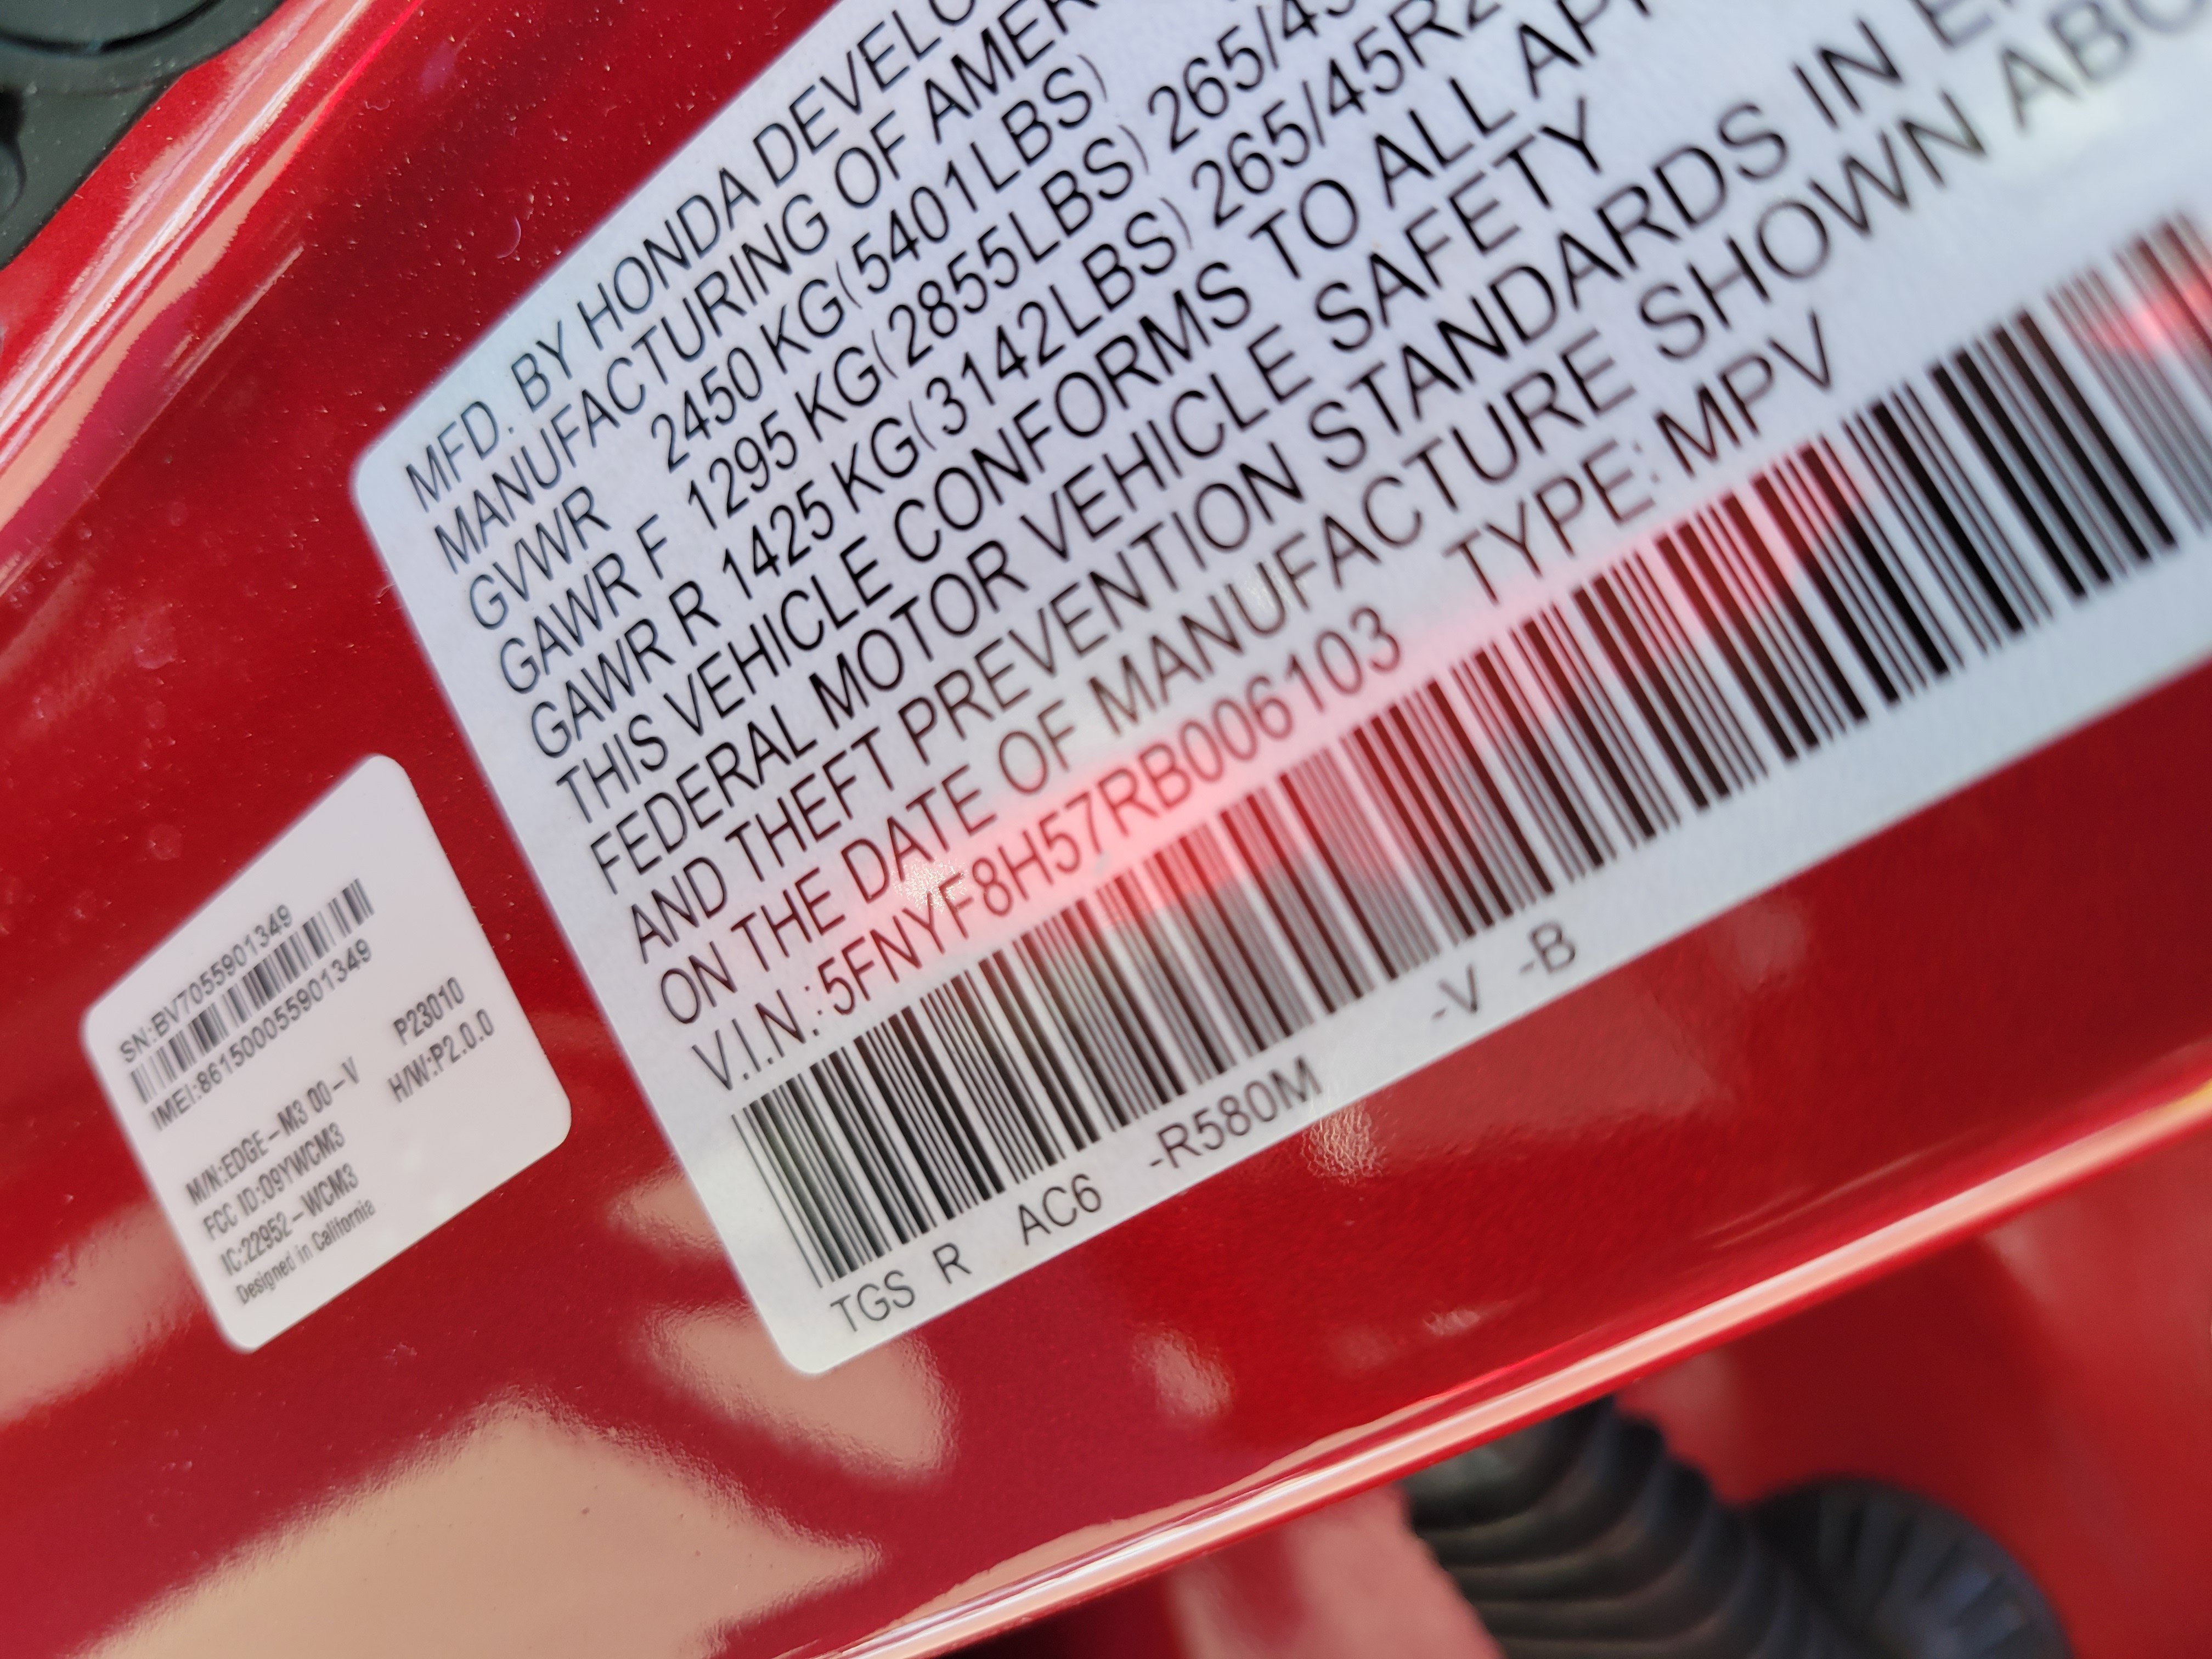 MFD. BY HONDA DEVELO
MANUFACTURING OF AMER
GVWR 2450 KG(5401LBS)
GAWR F 1295 KG(2855LBS) 265/45
GAWR R 1425 KG(3142LBS) 265/45R2
THIS VEHICLE CONFORMS TO ALL AP
FEDERAL MOTOR VEHICLE SAFETY
AND THEFT PREVENTION STANDARDS IN
ON THE DATE OF MANUFACTURE SHOWN ABO
V.I.N.: 5FNYF8H57RB006103 TYPE: MPV
TGS R AC6 -R580M -V -B
SN:BV7055901349
IMEI:861500055901349
M/N:EDGE-M3 00-V P23010
FCC ID:O9YWCM3 H/W:P2.0.0
IC:22952-WCM3
Designed in California